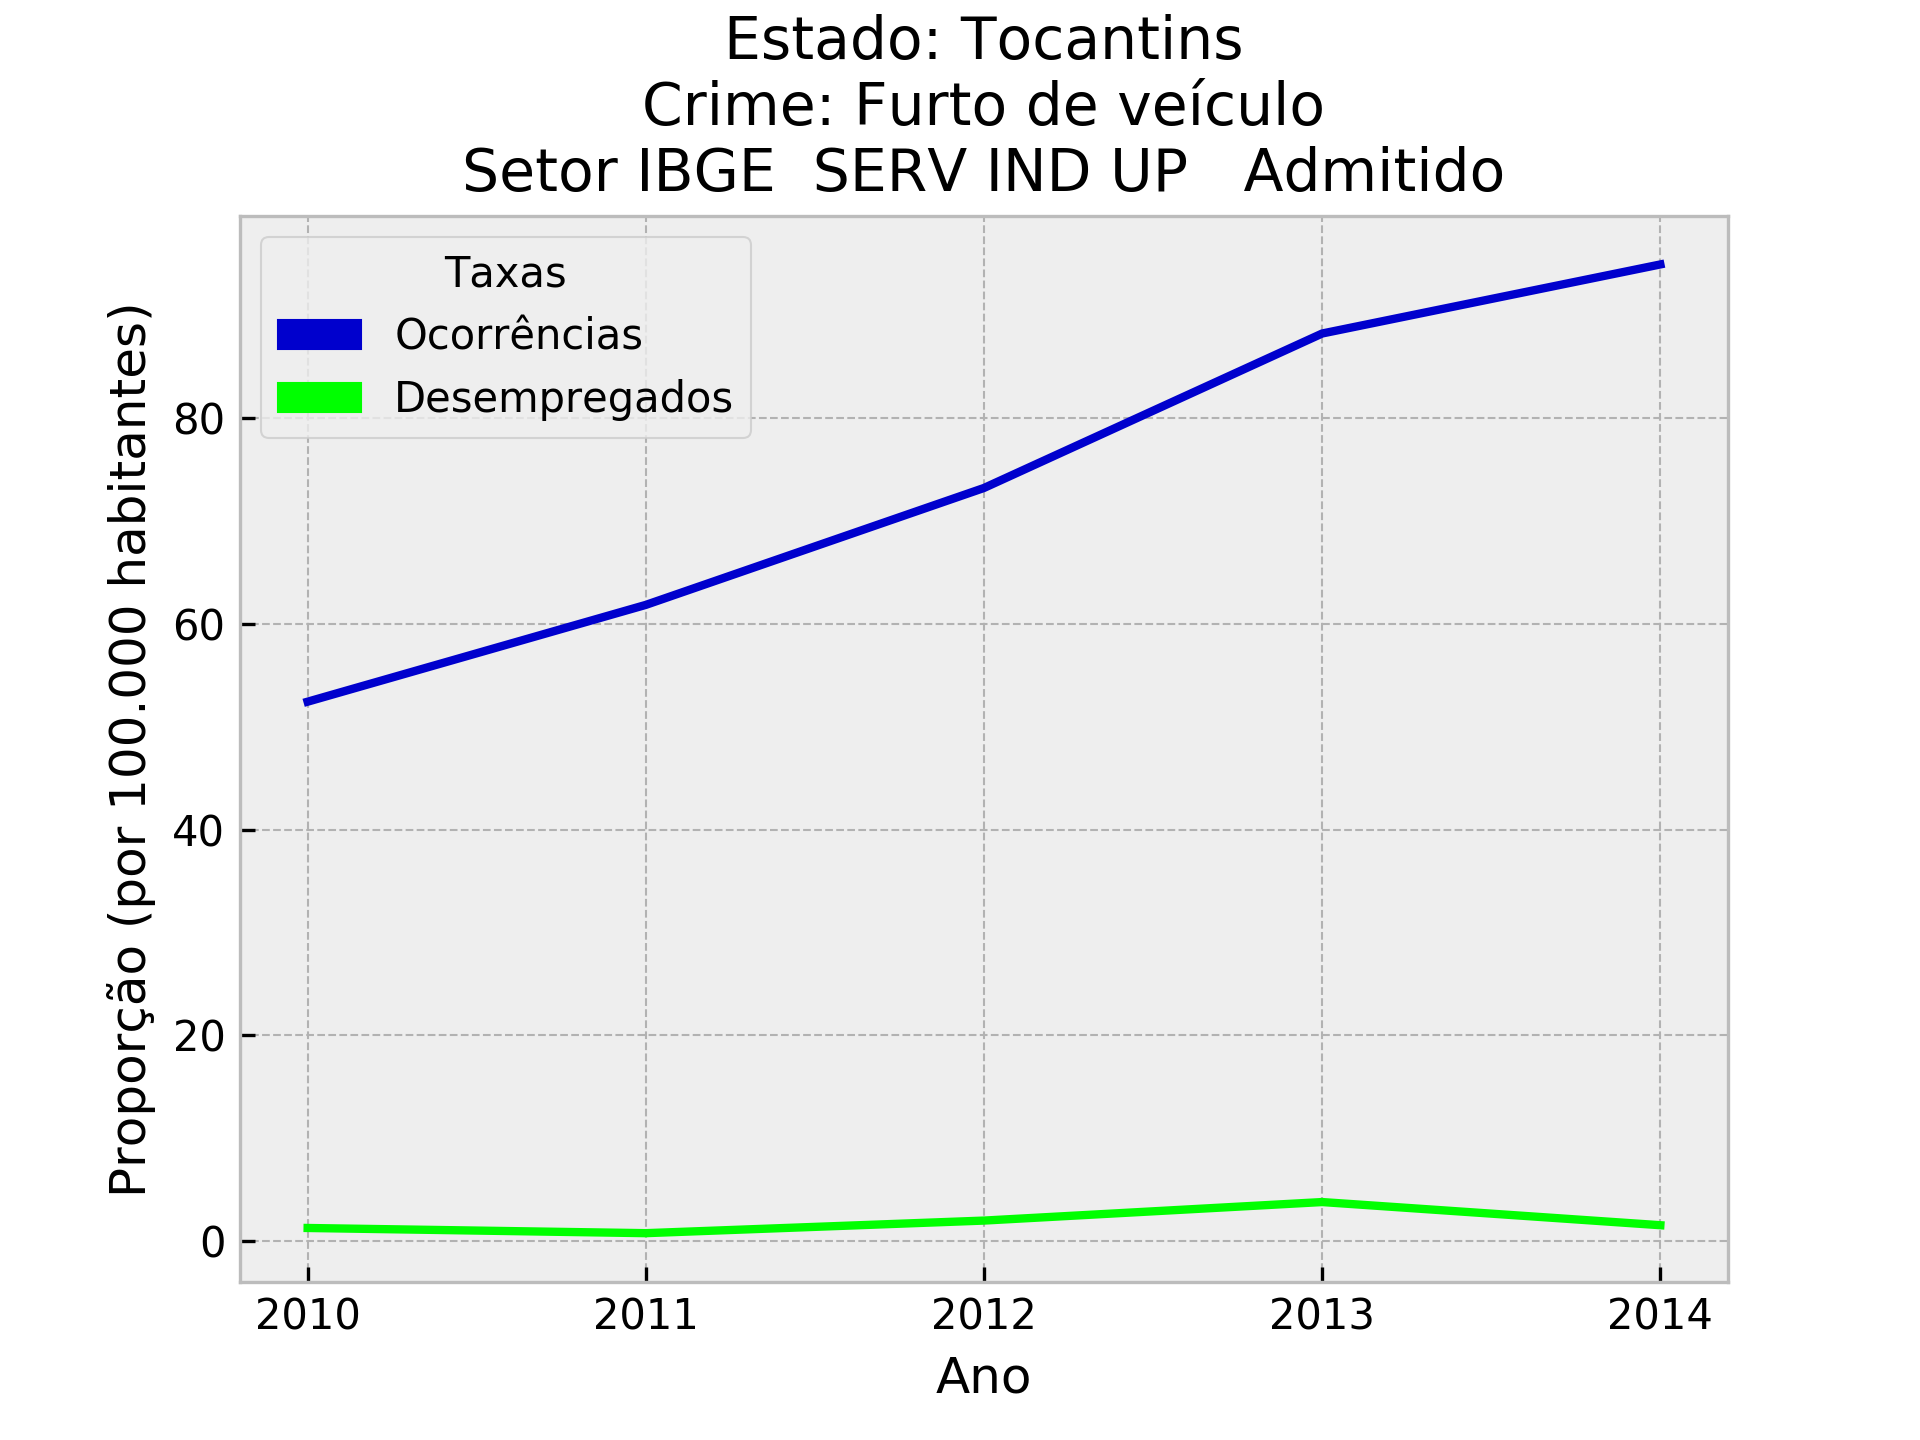 Estado: Tocantins
Crime: Furto de veículo
Setor IBGE  SERV IND UP   Admitido
Taxas
Ocorrências
Desempregados
Proporção (por 100.000 habitantes)
80
60
40
20
0
2010
2011
2012
2013
2014
Ano